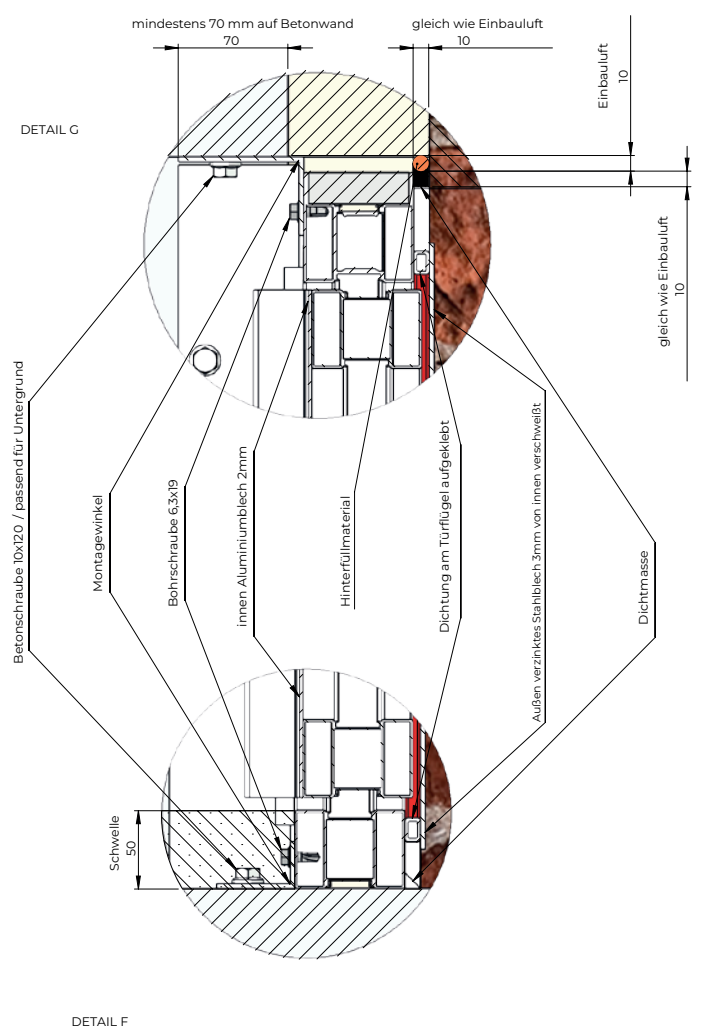 mindestens 70 mm auf Betonwand
70
gleich wie Einbauluft
10
Einbauluft
10
DETAIL G
gleich wie Einbauluft
10
Betonschraube 10x120 / passend für Untergrund
Montagewinkel
Bohrschraube 6,3x19
innen Aluminiumblech 2mm
Hinterfüllmaterial
Dichtung am Türflügel aufgeklebt
Außen verzinktes Stahlblech 3mm von innen verschweißt
Dichtmasse
Schwelle
50
DETAIL F